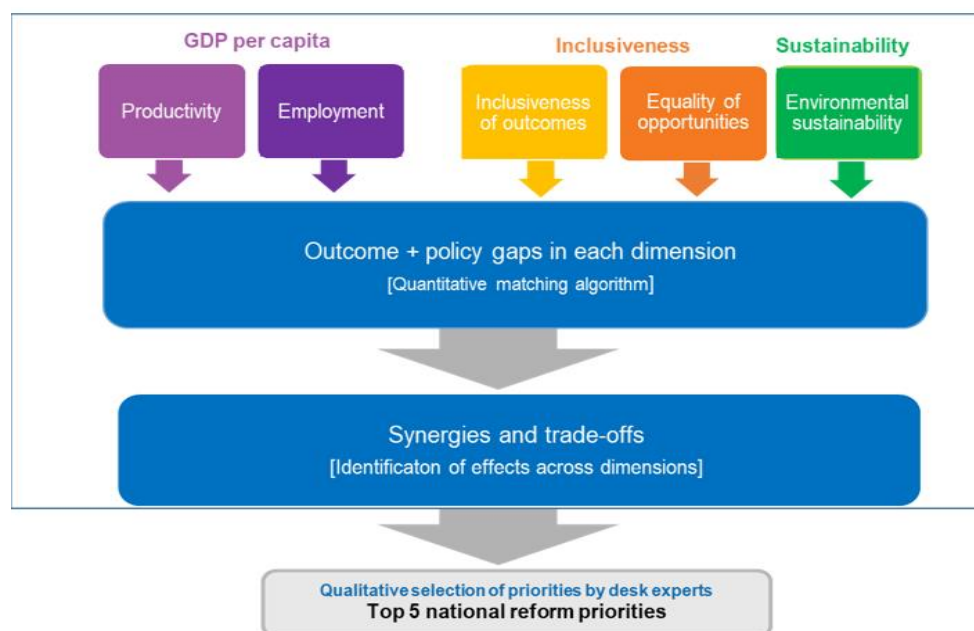 GDP per capita
Inclusiveness
Sustainability
Productivity
Employment
Inclusiveness
of outcomes
Equality of
opportunities
Environmental
sustainability
Outcome + policy gaps in each dimension
[Quantitative matching algorithm]
Synergies and trade-offs
[Identificaton of effects across dimensions]
Qualitative selection of priorities by desk experts
Top 5 national reform priorities